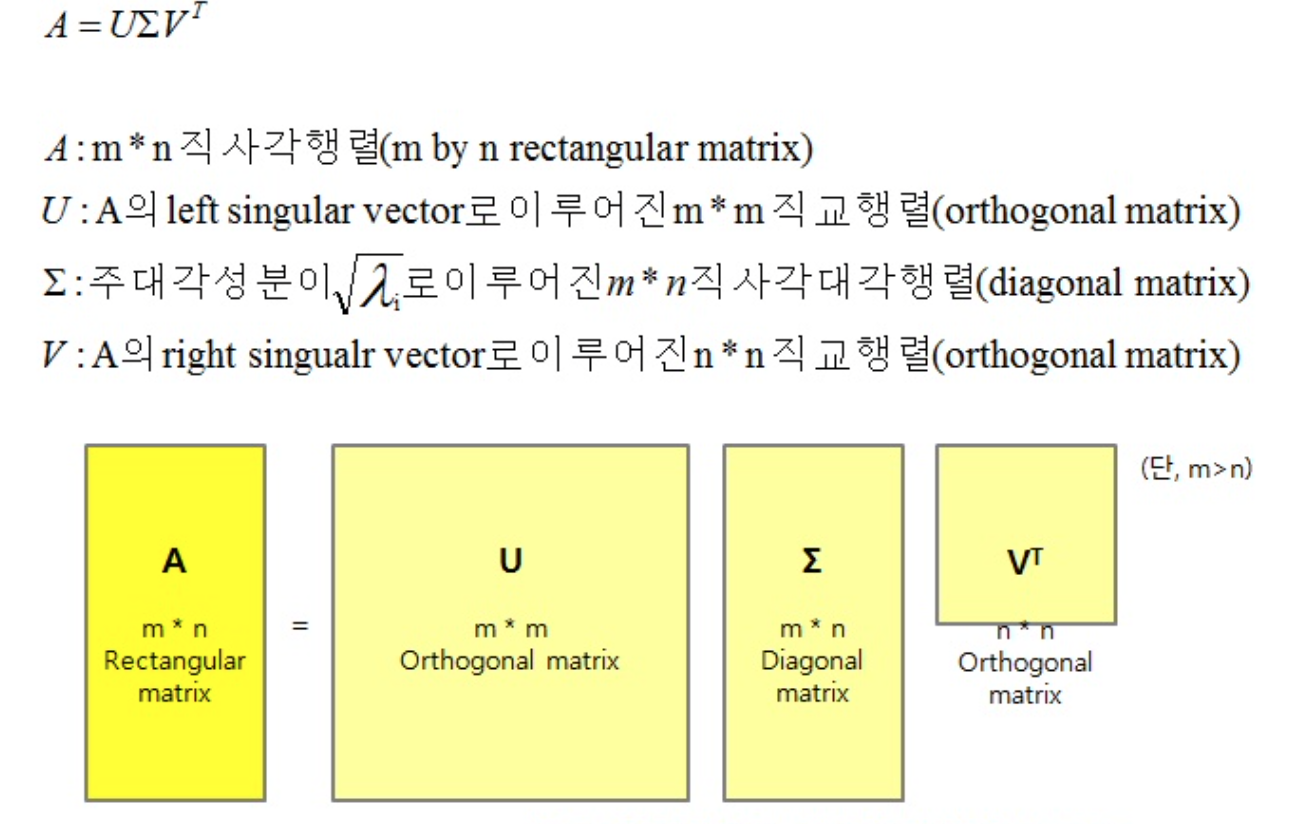 A = UΣVᵀ
A : m * n 직사각행렬(m by n rectangular matrix)
U : A의 left singular vector로이루어진 m * m 직교행렬(orthogonal matrix)
Σ : 주대각성분이 √λᵢ로이루어진 m * n 직사각대각행렬(diagonal matrix)
V : A의 right singualr vector로이루어진 n * n 직교행렬(orthogonal matrix)
(단, m>n)
A
m * n
Rectangular
matrix
=
U
m * m
Orthogonal matrix
Σ
m * n
Diagonal
matrix
Vᵀ
n * n
Orthogonal
matrix